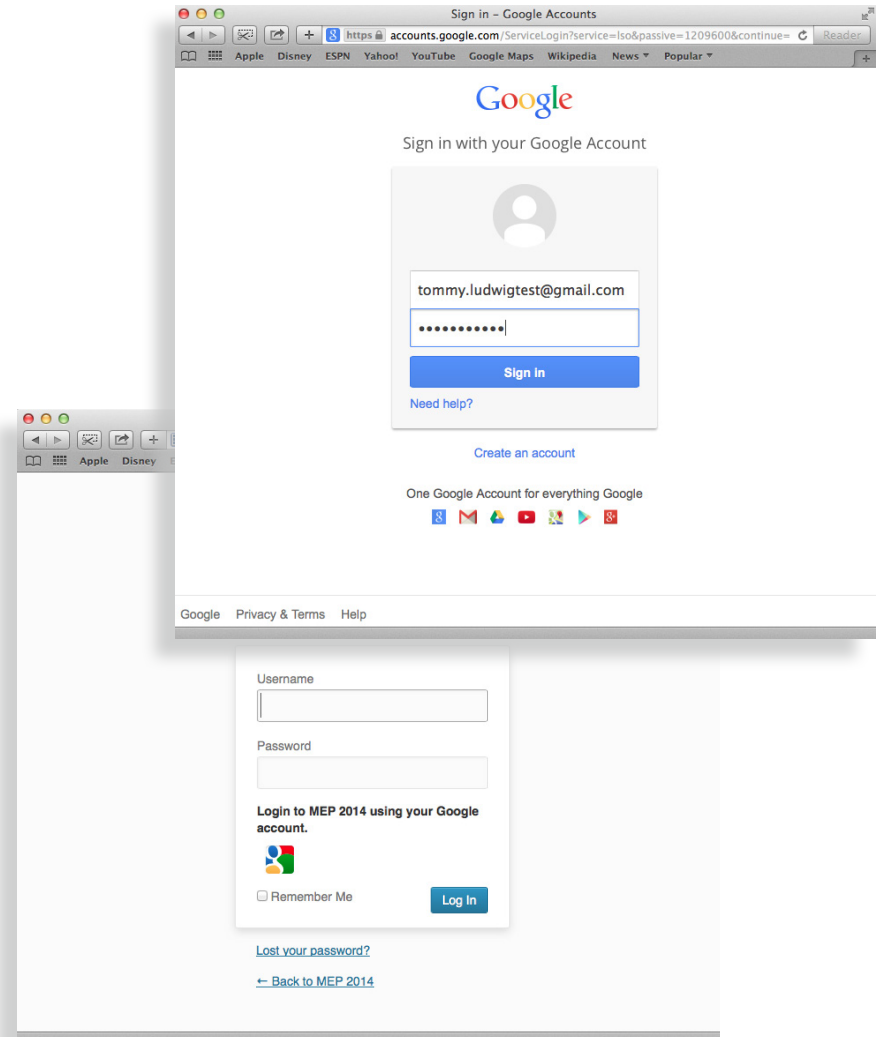 Sign in – Google Accounts
https accounts.google.com/ServiceLogin?service=lso&passive=1209600&continue= Reader
Apple Disney ESPN Yahoo! YouTube Google Maps Wikipedia News Popular
Google
Sign in with your Google Account
tommy.ludwigtest@gmail.com
Sign in
Need help?
Create an account
One Google Account for everything Google
Google Privacy & Terms Help
Apple Disney
Username
Password
Login to MEP 2014 using your Google
account.
Remember Me
Log In
Lost your password?
← Back to MEP 2014